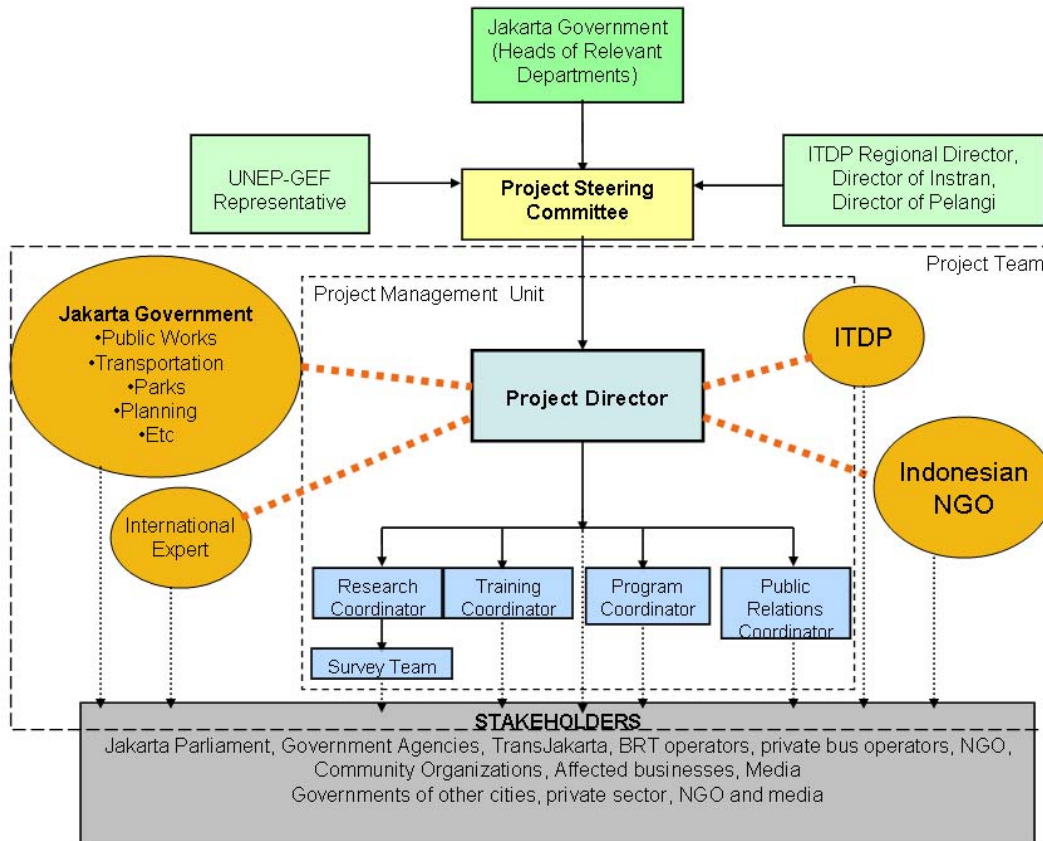 Jakarta Government
(Heads of Relevant
Departments)
UNEP-GEF
Representative
Project Steering
Committee
ITDP Regional Director,
Director of Instran,
Director of Pelangi
Project Team
Project Management Unit
Jakarta Government
•Public Works
•Transportation
•Parks
•Planning
•Etc
ITDP
Project Director
Indonesian
NGO
International
Expert
Research
Coordinator
Training
Coordinator
Program
Coordinator
Public
Relations
Coordinator
Survey Team
STAKEHOLDERS
Jakarta Parliament, Government Agencies, TransJakarta, BRT operators, private bus operators, NGO,
Community Organizations, Affected businesses, Media
Governments of other cities, private sector, NGO and media